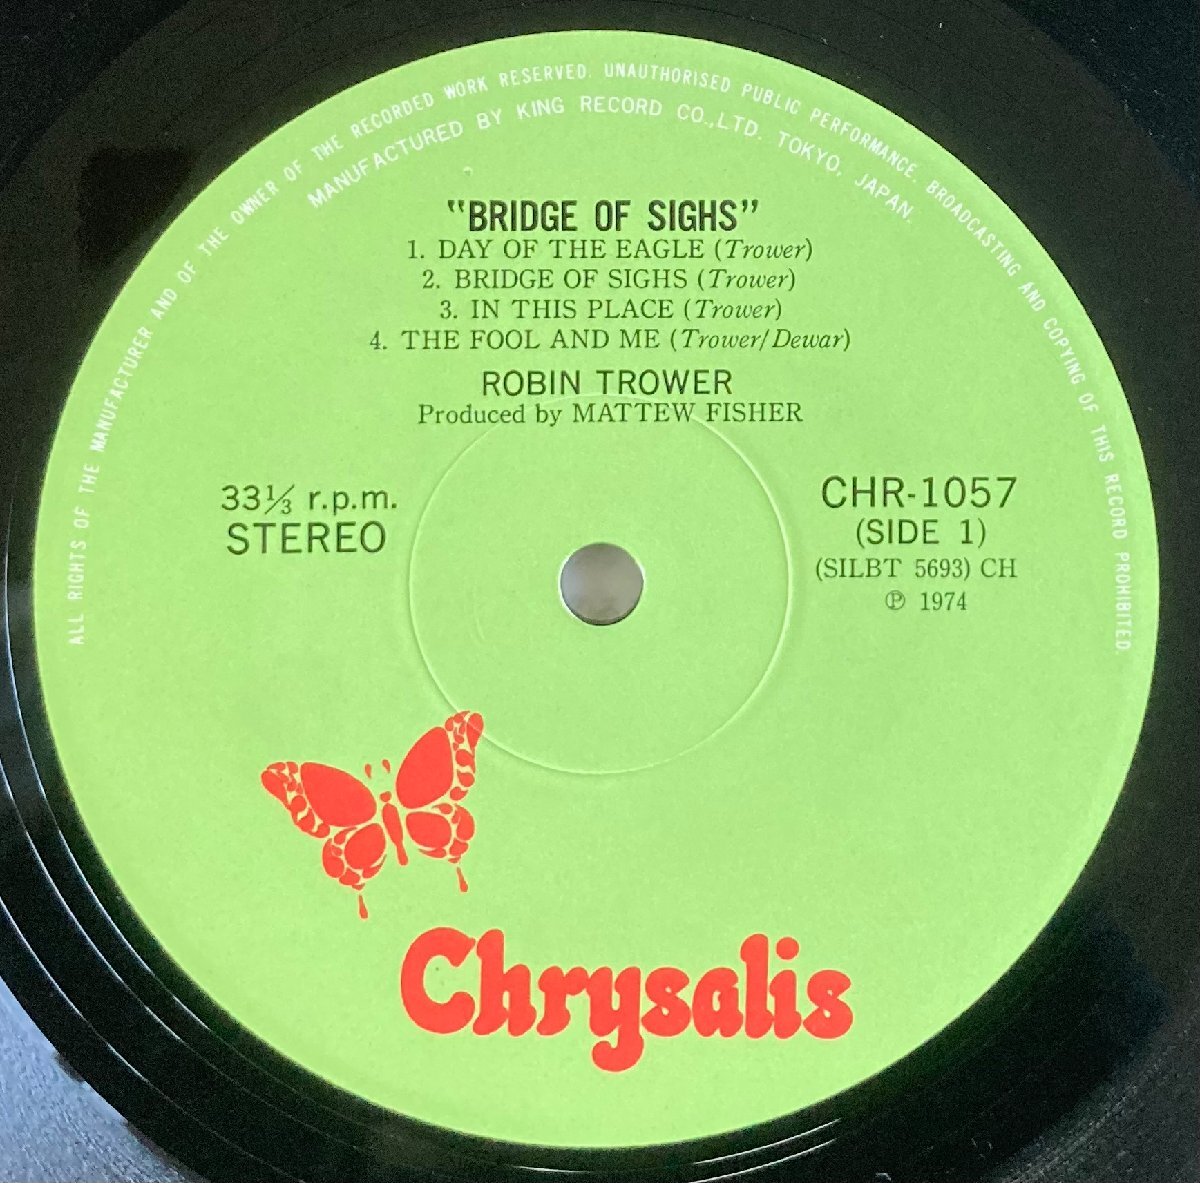 ALL RIGHTS OF THE MANUFACTURER AND OF THE OWNER OF THE RECORDED WORK RESERVED. UNAUTHORISED PUBLIC PERFORMANCE. BROADCASTING AND COPYING OF THIS RECORD PROHIBITED.
MANUFACTURED BY KING RECORD CO.,LTD. TOKYO, JAPAN.
"BRIDGE OF SIGHS"
1. DAY OF THE EAGLE (Trower)
2. BRIDGE OF SIGHS (Trower)
3. IN THIS PLACE (Trower)
4. THE FOOL AND ME (Trower/Dewar)
ROBIN TROWER
Produced by MATTEW FISHER
33⅓ r.p.m.
STEREO
CHR-1057
(SIDE 1)
(SILBT 5693) CH
℗ 1974
Chrysalis